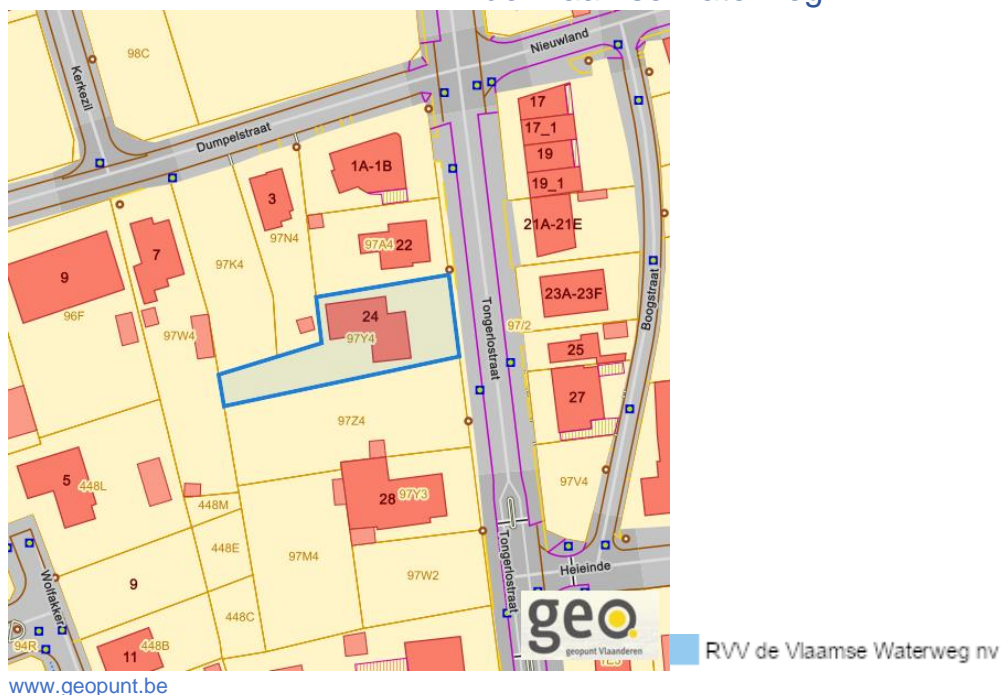 98C
Nieuwland
Kerkezijl
Dumpelstraat
17
17_1
1A-1B
19
19_1
3
21A-21E
97N4
97A4 22
7
97K4
9
23A-23F
96F
24
97/2
97W4
97Y4
Tongerlostraat
Boogstraat
25
27
97Z4
5 448L
97V4
28 97Y3
448M
448E
97M4
Tongerlostraat
Heieinde
97W2
9
Wolfakker
448C
94R
448B
11
geo.
geopunt Vlaanderen
RVV de Vlaamse Waterweg nv
www.geopunt.be